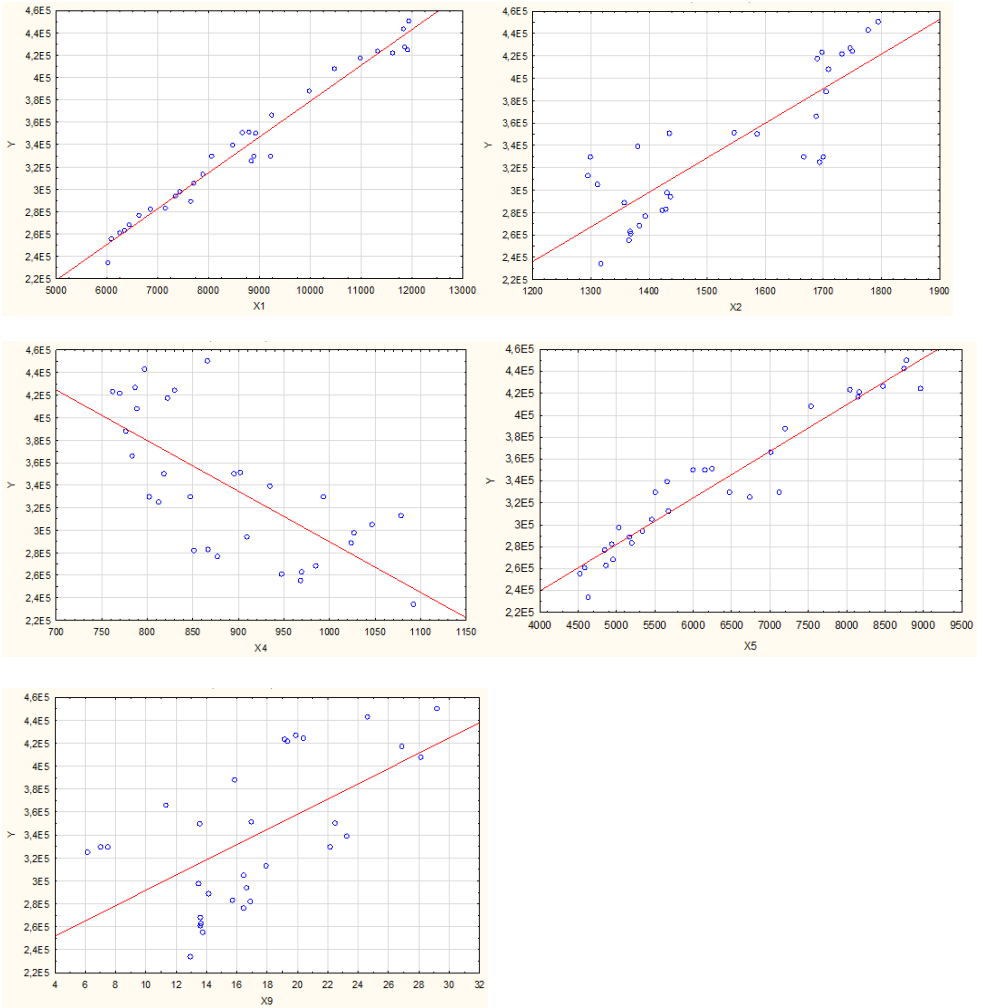 4,6E5
4,4E5
4,2E5
4E5
3,8E5
3,6E5
3,4E5
3,2E5
3E5
2,8E5
2,6E5
2,4E5
2,2E5
Y
5000 6000 7000 8000 9000 10000 11000 12000 13000
X1
4,6E5
4,4E5
4,2E5
4E5
3,8E5
3,6E5
3,4E5
3,2E5
3E5
2,8E5
2,6E5
2,4E5
2,2E5
Y
1200 1300 1400 1500 1600 1700 1800 1900
X2
4,6E5
4,4E5
4,2E5
4E5
3,8E5
3,6E5
3,4E5
3,2E5
3E5
2,8E5
2,6E5
2,4E5
2,2E5
Y
700 750 800 850 900 950 1000 1050 1100 1150
X4
4,6E5
4,4E5
4,2E5
4E5
3,8E5
3,6E5
3,4E5
3,2E5
3E5
2,8E5
2,6E5
2,4E5
2,2E5
Y
4000 4500 5000 5500 6000 6500 7000 7500 8000 8500 9000 9500
X5
4,6E5
4,4E5
4,2E5
4E5
3,8E5
3,6E5
3,4E5
3,2E5
3E5
2,8E5
2,6E5
2,4E5
2,2E5
Y
4 6 8 10 12 14 16 18 20 22 24 26 28 30 32
X9